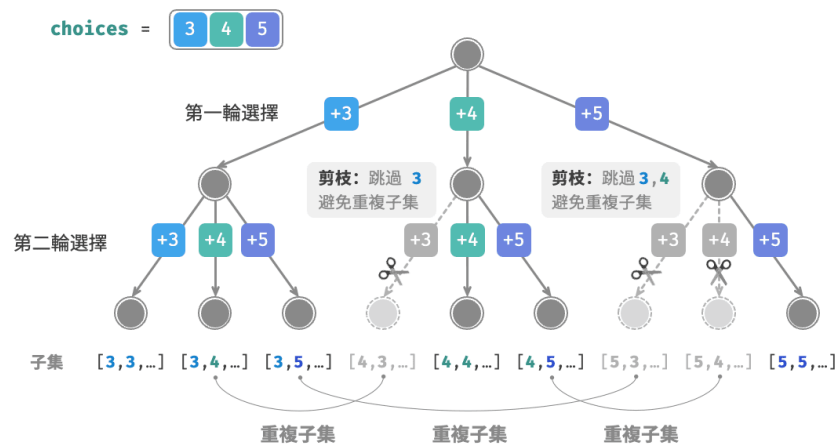 choices = 3 4 5
第一輪選擇
+3 +4 +5
剪枝：跳過 3
避免重複子集
剪枝：跳過 3,4
避免重複子集
第二輪選擇
+3 +4 +5 +3 +4 +5 +3 +4 +5
子集 [3,3,…] [3,4,…] [3,5,…] [4,3,…] [4,4,…] [4,5,…] [5,3,…] [5,4,…] [5,5,…]
重複子集 重複子集 重複子集